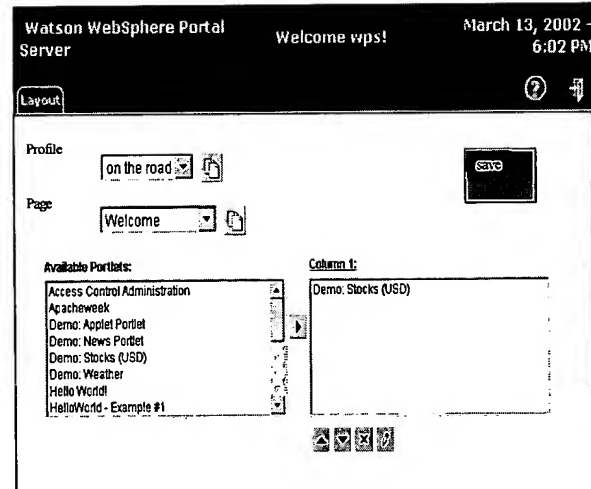 Watson WebSphere Portal Server
Welcome wps!
March 13, 2002 - 6:02 PM
Layout
Profile
on the road
save
Page
Welcome
Available Portlets:
Column 1:
Access Control Administration
Apacheweek
Demo: Applet Portlet
Demo: News Portlet
Demo: Stocks (USD)
Demo: Weather
Hello World!
HelloWorld - Example #1
Demo: Stocks (USD)